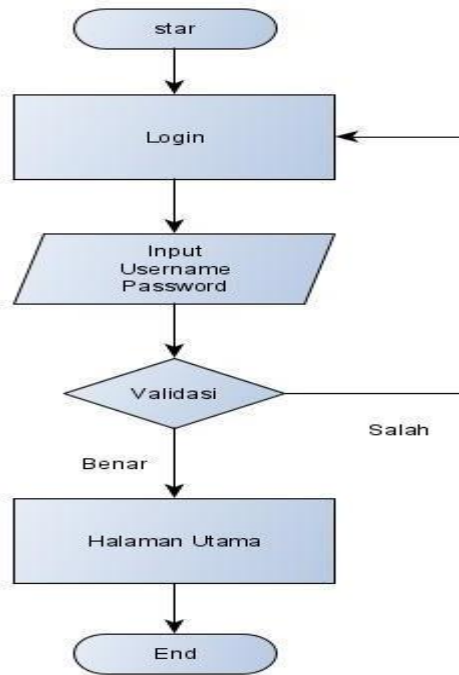 star
Login
Input
Username
Password
Validasi
Salah
Benar
Halaman Utama
End